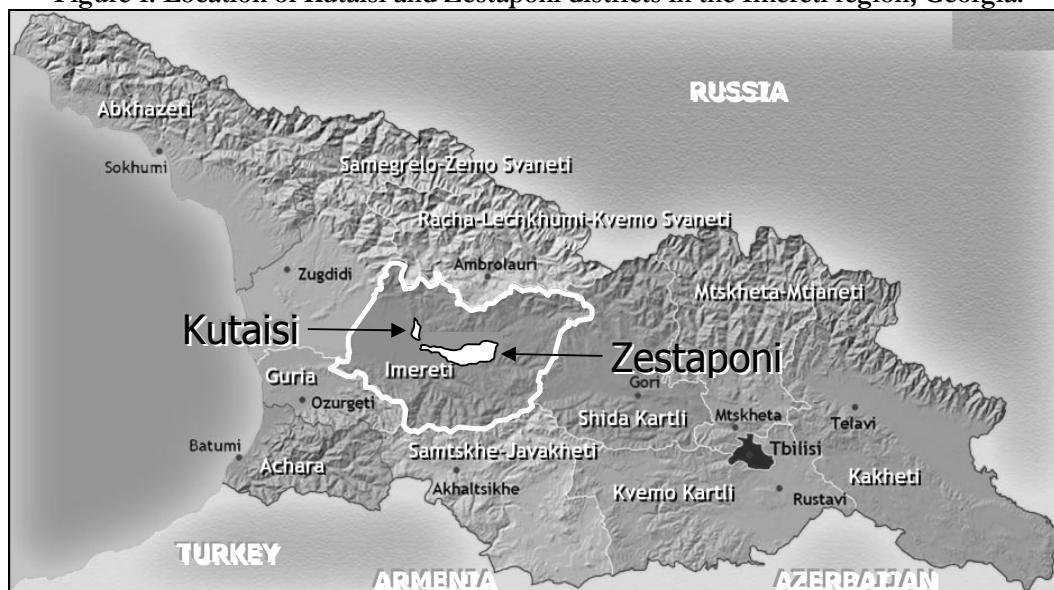 Figure 1. Location of Kutaisi and Zestaponi districts in the Imereti region, Georgia.
RUSSIA
Abkhazeti
Sokhumi
Samegrelo-Zemo Svaneti
Racha-Lechkhumi-Kvemo Svaneti
Zugdidi
Ambrolauri
Mtskheta-Mtianeti
Kutaisi
Zestaponi
Imereti
Guria
Gori
Ozurgeti
Shida Kartli
Mtskheta
Telavi
Batumi
Tbilisi
Achara
Samtskhe-Javakheti
Kakheti
Akhaltsikhe
Kvemo Kartli
Rustavi
TURKEY
ARMENIA
AZERBAIJAN